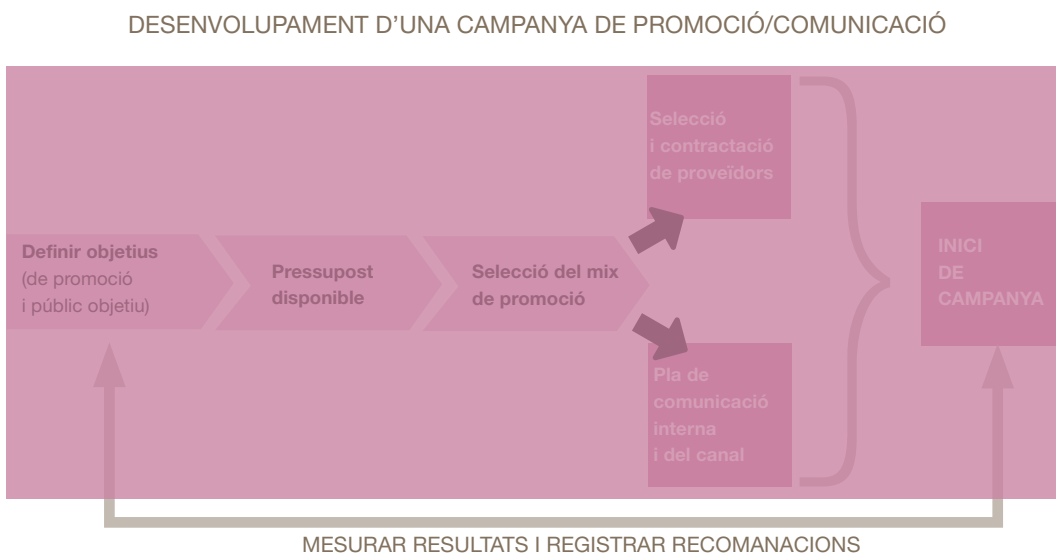 DESENVOLUPAMENT D’UNA CAMPANYA DE PROMOCIÓ/COMUNICACIÓ
Definir objetius
(de promoció
i públic objetiu)
Pressupost
disponible
Selecció del mix
de promoció
Selecció
i contractació
de proveïdors
Pla de
comunicació
interna
i del canal
INICI
DE
CAMPANYA
MESURAR RESULTATS I REGISTRAR RECOMANACIONS